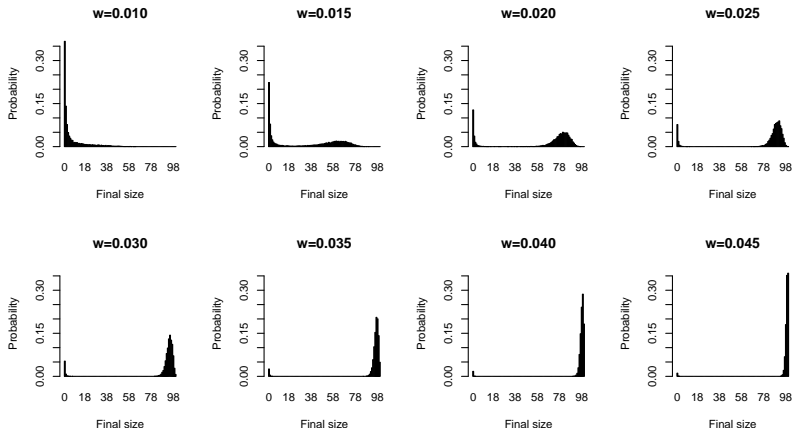 w=0.010
Probability
0.00 0.15 0.30
0 18 38 58 78 98
Final size
w=0.015
Probability
0.00 0.15 0.30
0 18 38 58 78 98
Final size
w=0.020
Probability
0.00 0.15 0.30
0 18 38 58 78 98
Final size
w=0.025
Probability
0.00 0.15 0.30
0 18 38 58 78 98
Final size
w=0.030
Probability
0.00 0.15 0.30
0 18 38 58 78 98
Final size
w=0.035
Probability
0.00 0.15 0.30
0 18 38 58 78 98
Final size
w=0.040
Probability
0.00 0.15 0.30
0 18 38 58 78 98
Final size
w=0.045
Probability
0.00 0.15 0.30
0 18 38 58 78 98
Final size